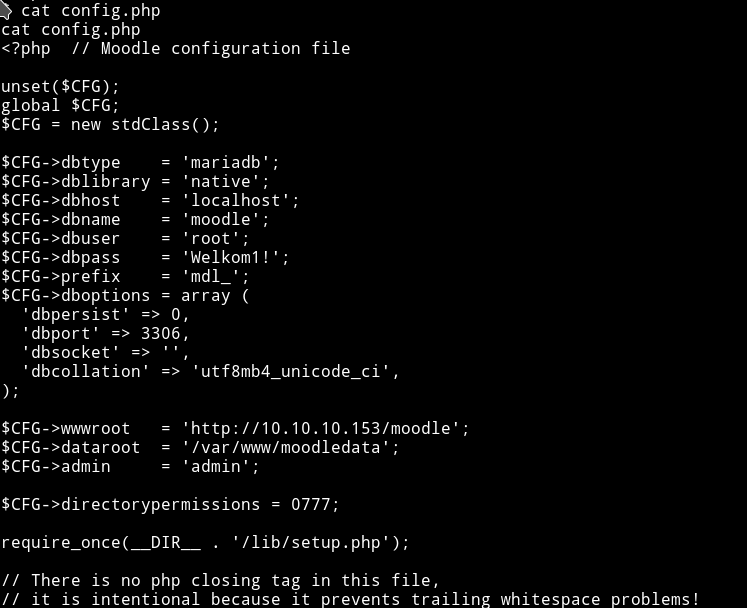 cat config.php
cat config.php
<?php  // Moodle configuration file

unset($CFG);
global $CFG;
$CFG = new stdClass();

$CFG->dbtype    = 'mariadb';
$CFG->dblibrary = 'native';
$CFG->dbhost    = 'localhost';
$CFG->dbname    = 'moodle';
$CFG->dbuser    = 'root';
$CFG->dbpass    = 'Welkom1!';
$CFG->prefix    = 'mdl_';
$CFG->dboptions = array (
  'dbpersist' => 0,
  'dbport' => 3306,
  'dbsocket' => '',
  'dbcollation' => 'utf8mb4_unicode_ci',
);

$CFG->wwwroot   = 'http://10.10.10.153/moodle';
$CFG->dataroot  = '/var/www/moodledata';
$CFG->admin     = 'admin';

$CFG->directorypermissions = 0777;

require_once(__DIR__ . '/lib/setup.php');

// There is no php closing tag in this file,
// it is intentional because it prevents trailing whitespace problems!